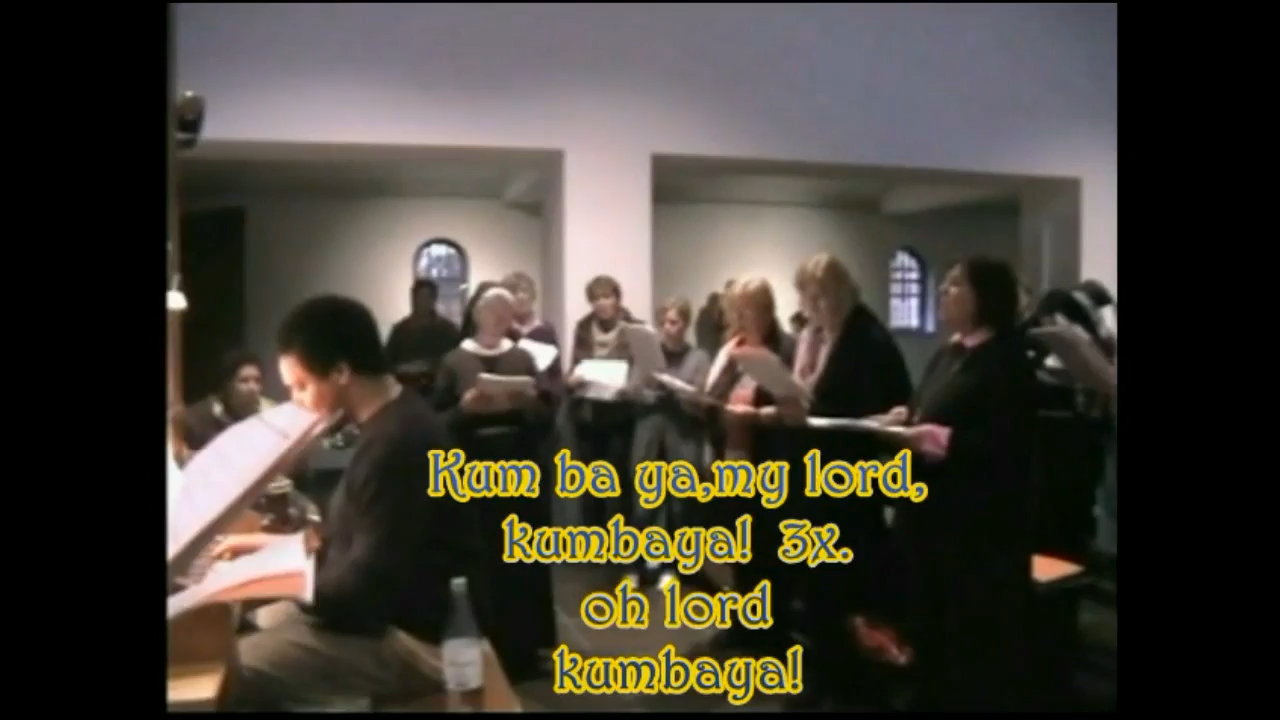 Kum ba ya,my lord,
kumbaya!  3x.
oh lord
kumbaya!